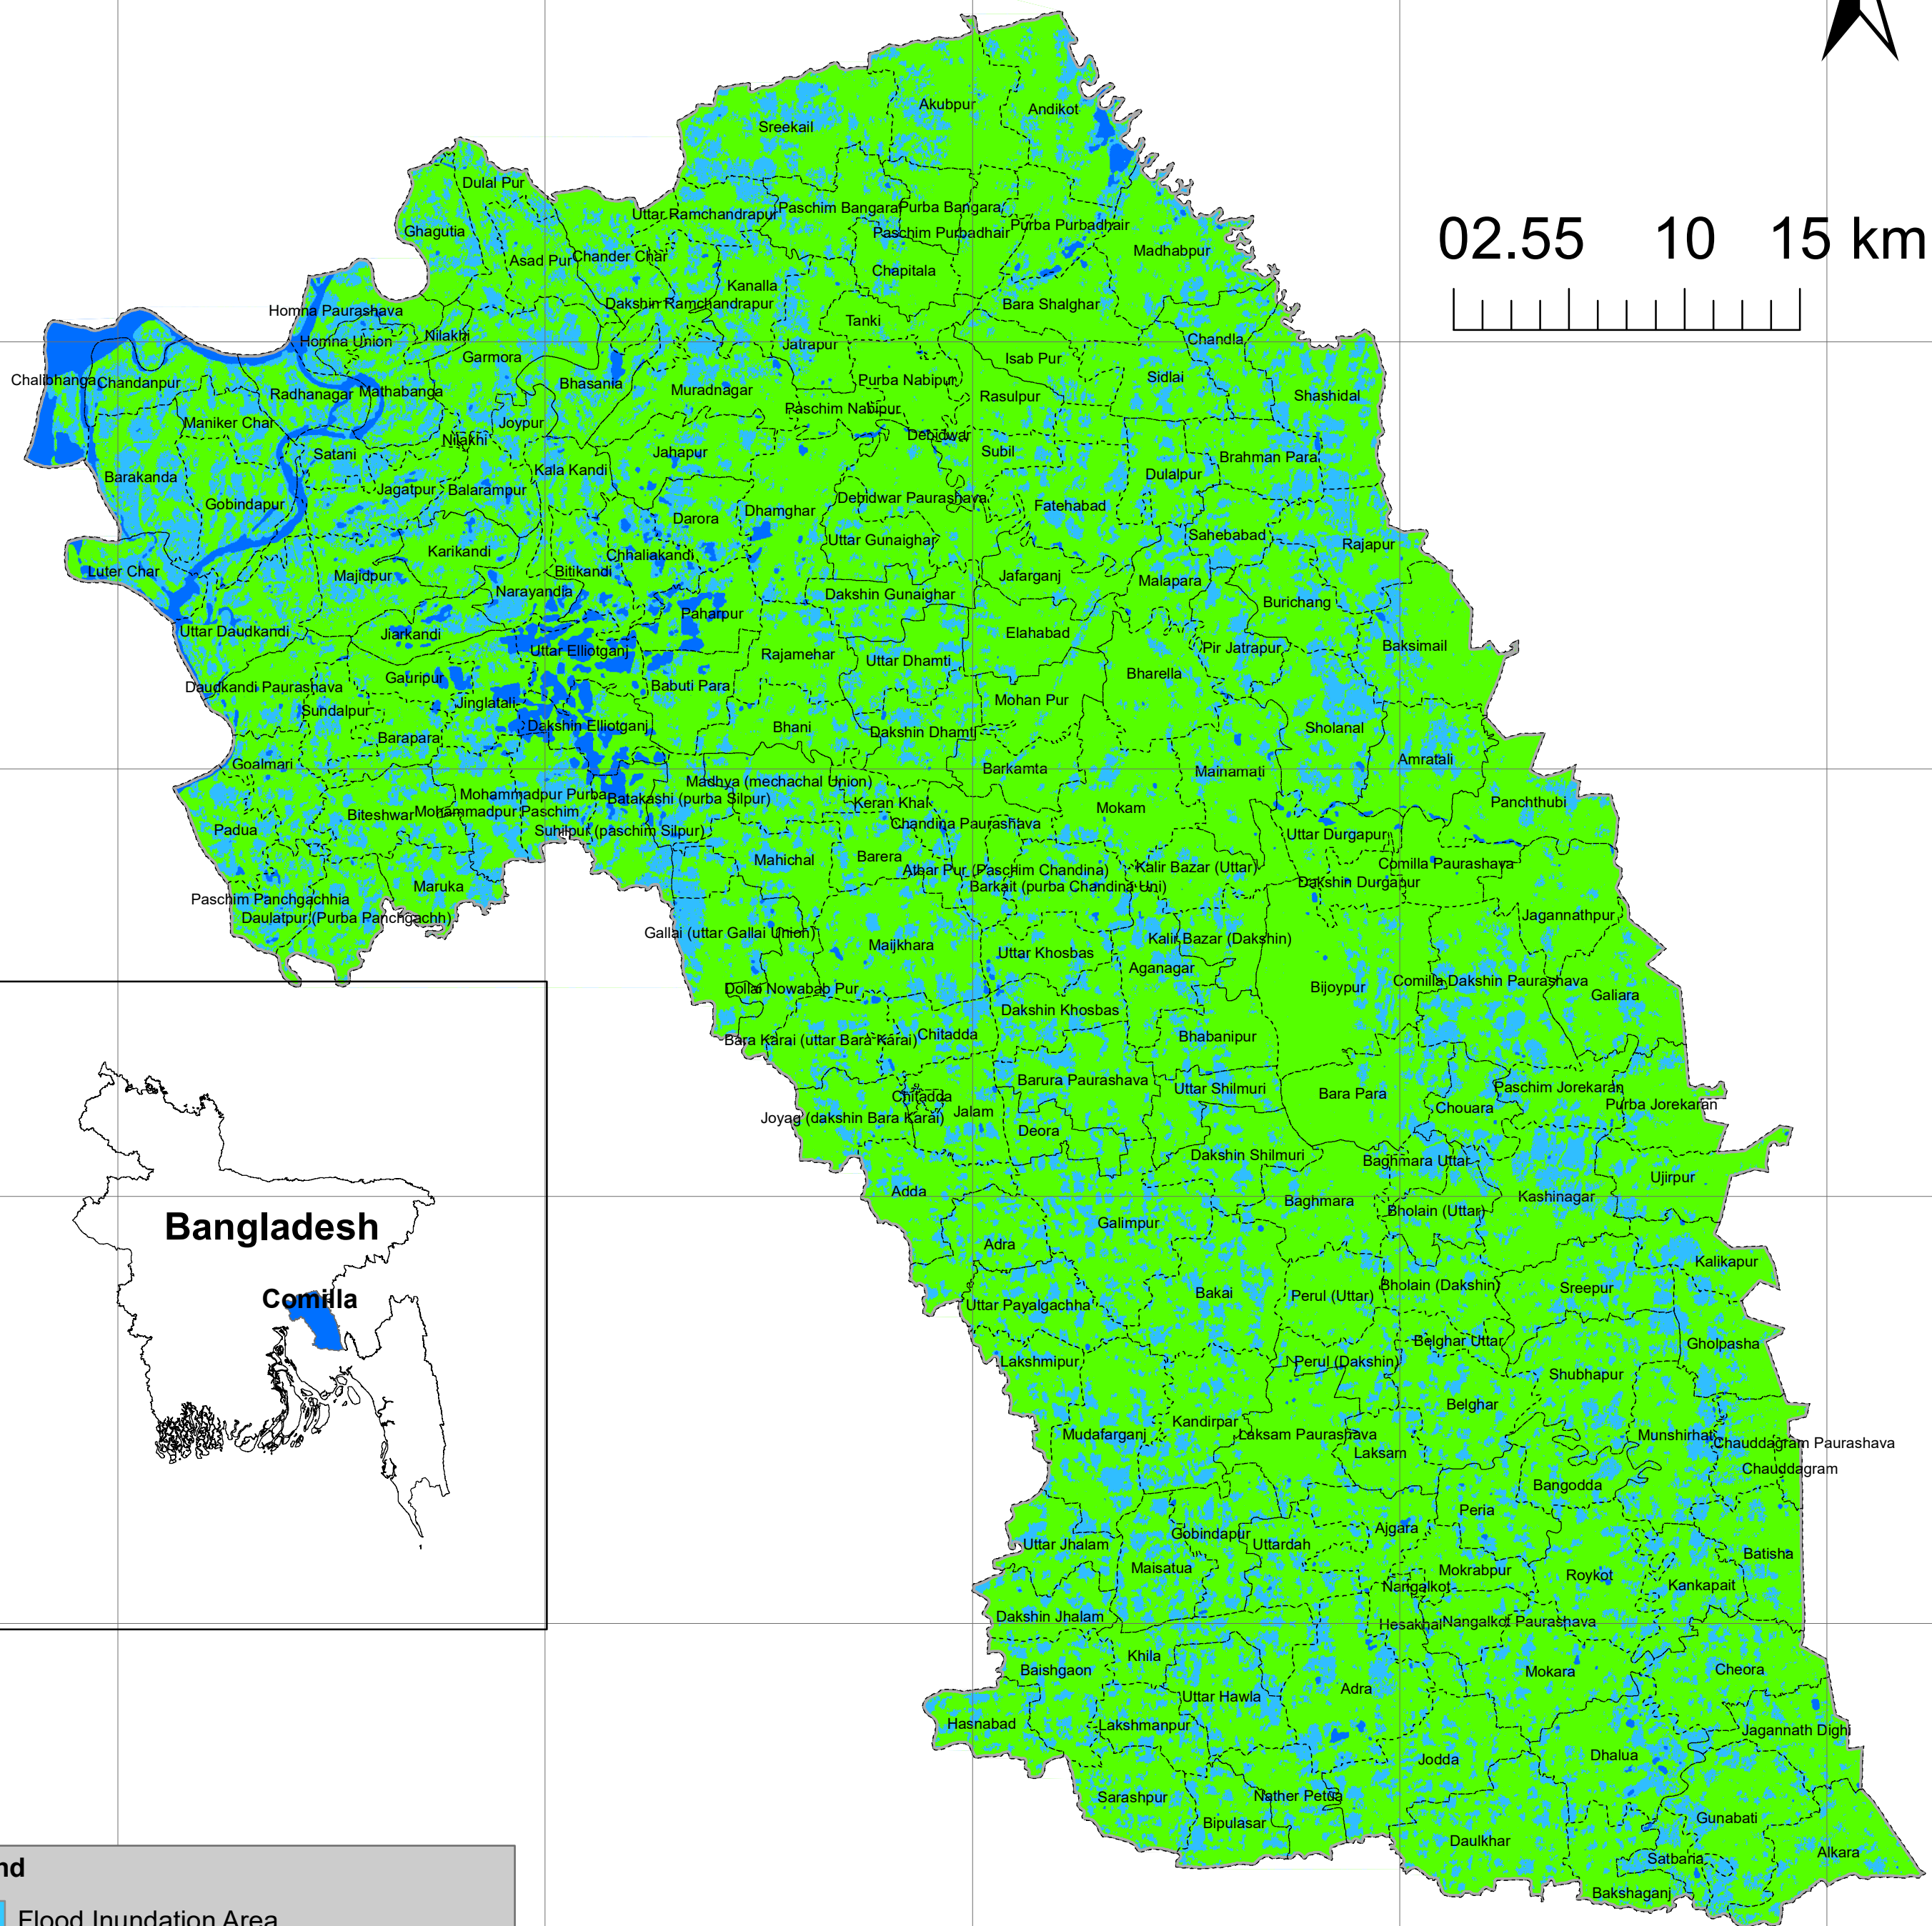 Akubpur
Andikot
Sreekail
Dulal Pur
Uttar Ramchandrapur
Paschim Bangara
Purba Bangara
Purba Purbadhair
Ghagutia
Paschim Purbadhair
02.55 10 15 km
Madhabpur
Asad Pur
Chander Char
Chapitala
Kanalla
Dakshin Ramchandrapur
Bara Shalghar
Homna Paurashava
Tanki
Nilakhi
Homna Union
Jatrapur
Chandla
Garmora
Isab Pur
Chalibhanga
Chandanpur
Bhasania
Purba Nabipur
Sidlai
Radhanagar
Mathabanga
Muradnagar
Rasulpur
Shashidal
Paschim Nabipur
Maniker Char
Joypur
Nilakhi
Debidwar
Satani
Jahapur
Subil
Brahman Para
Barakanda
Kala Kandi
Dulalpur
Jagatpur
Balarampur
Debidwar Paurashava
Gobindapur
Darora
Dhamghar
Fatehabad
Uttar Gunaighar
Sahebabad
Rajapur
Karikandi
Chhaliakandi
Luter Char
Majidpur
Bitikandi
Jafarganj
Malapara
Narayandia
Dakshin Gunaighar
Burichang
Paharpur
Uttar Daudkandi
Jiarkandi
Elahabad
Uttar Elliotganj
Rajamehar
Uttar Dhamti
Pir Jatrapur
Baksimail
Daudkandi Paurashava
Gauripur
Babuti Para
Bharella
Sundalpur
Jinglatali
Mohan Pur
Dakshin Elliotganj
Bhani
Dakshin Dhamti
Sholanal
Barapara
Goalmari
Barkamta
Mainamati
Amratali
Madhya (mechachal Union)
Mohammadpur Purba
Batakashi (purba Silpur)
Keran Khal
Mokam
Panchthubi
Biteshwar
Mohammadpur Paschim
Padua
Suhilpur (paschim Silpur)
Chandina Paurashava
Uttar Durgapur
Mahichal
Barera
Kalir Bazar (Uttar)
Comilla Paurashava
Maruka
Atbar Pur (Paschim Chandina)
Barkait (purba Chandina Uni)
Dakshin Durgapur
Paschim Panchgachhia
Daulatpur (Purba Panchgachh)
Jagannathpur
Gallai (uttar Gallai Union)
Maijkhara
Uttar Khosbas
Kalir Bazar (Dakshin)
Aganagar
Dollai Nowabab Pur
Bijoypur
Comilla Dakshin Paurashava
Galiara
Dakshin Khosbas
Bara Karai (uttar Bara Karai)
Chitadda
Bhabanipur
Barura Paurashava
Uttar Shilmuri
Bara Para
Paschim Jorekaran
Chitadda
Chouara
Purba Jorekaran
Joyag (dakshin Bara Karai)
Jalam
Deora
Dakshin Shilmuri
Baghmara Uttar
Ujirpur
Adda
Baghmara
Kashinagar
Bangladesh
Galimpur
Bholain (Uttar)
Adra
Kalikapur
Comilla
Uttar Payalgachha
Bakai
Perul (Uttar)
Bholain (Dakshin)
Sreepur
Belghar Uttar
Gholpasha
Lakshmipur
Perul (Dakshin)
Shubhapur
Belghar
Mudafarganj
Kandirpar
Laksam Paurashava
Munshirhat
Chauddagram Paurashava
Laksam
Chauddagram
Bangodda
Peria
Uttar Jhalam
Gobindapur
Uttardah
Ajgara
Batisha
Maisatua
Mokrabpur
Roykot
Nangalkot
Kankapait
Dakshin Jhalam
Hesakhal
Nangalkot Paurashava
Baishgaon
Khila
Mokara
Cheora
Hasnabad
Uttar Hawla
Adra
Lakshmanpur
Jagannath Dighi
Jodda
Dhalua
Sarashpur
Nather Petua
Bipulasar
Gunabati
Daulkhar
Satbaria
Alkara
Bakshaganj
nd
Flood Inundation Area